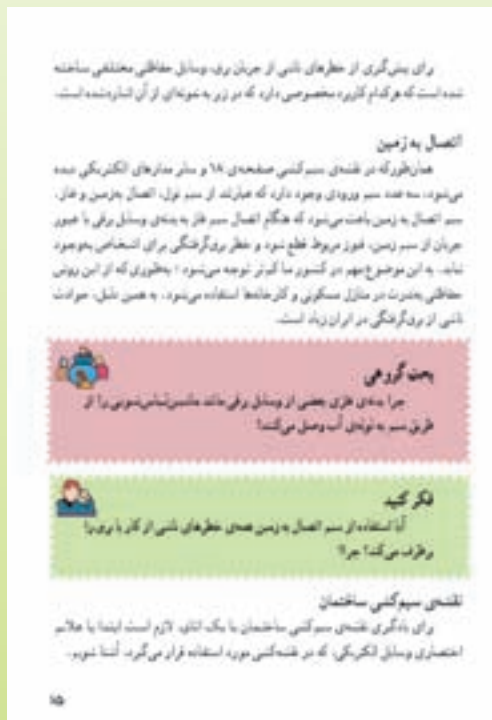 برای پیش‌گیری از خطرهای ناشی از جریان برق، وسایل حفاظتی مختلفی ساخته
شده است که هر کدام کاربرد مخصوصی دارد که در زیر به نمونه‌ای از آن اشاره شده است.
اتصال به زمین
همان‌طور که در نقشه‌ی سیم کشی صفحه‌ی ۱۸ و سایر مدارهای الکتریکی دیده
می‌شود، سه عدد سیم ورودی وجود دارد که عبارتند از سیم نول، اتصال به‌زمین و فاز.
سیم اتصال به زمین باعث می‌شود که هنگام اتصال سیم فاز به بدنه‌ی وسایل برقی با عبور
جریان از سیم زمین، فیوز مربوط قطع شود و خطر برق‌گرفتگی برای اشخاص به‌وجود
نیاید. به این موضوع مهم در کشور ما کم‌تر توجه می‌شود؛ به‌طوری که از این روش
حفاظتی به‌ندرت در منازل مسکونی و کارخانه‌ها استفاده می‌شود. به همین دلیل، حوادث
ناشی از برق‌گرفتگی در ایران زیاد است.
بحث گروهی
چرا بدنه‌ی فلزی بعضی از وسایل برقی مانند ماشین‌لباس‌شویی را از
طریق سیم به لوله‌ی آب وصل می‌کنند؟
فکر کنید
آیا استفاده از سیم اتصال به زمین همه‌ی خطرهای ناشی از کار با برق را
برطرف می‌کند؟ چرا؟
نقشه‌ی سیم‌کشی ساختمان
برای یادگیری نقشه‌ی سیم کشی ساختمان یا یک اتاق، لازم است ابتدا با علائم
اختصاری وسایل الکتریکی، که در نقشه‌کشی مورد استفاده قرار می‌گیرد، آشنا شویم.
۱۵